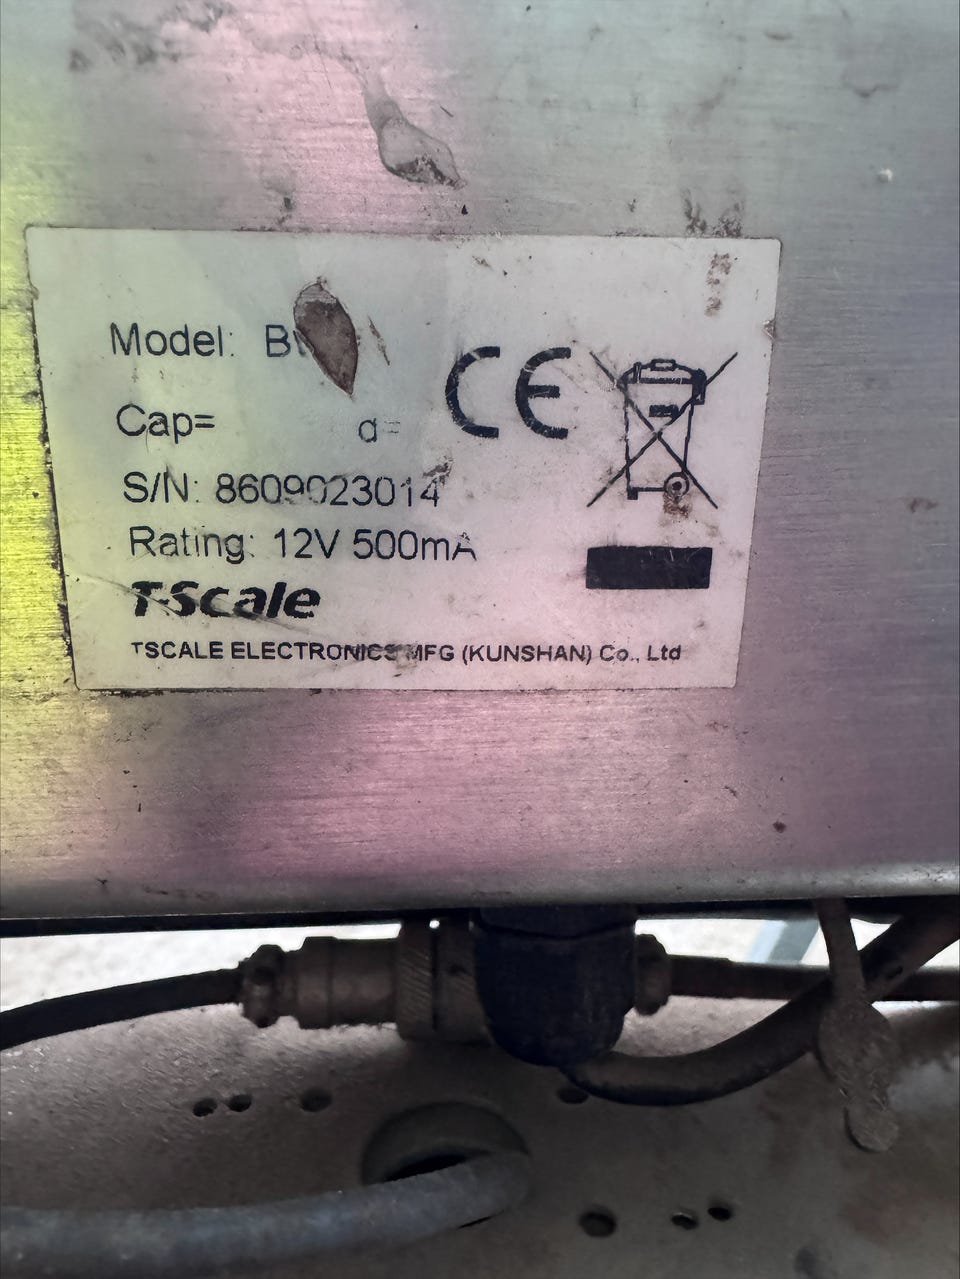 Model:
Cap= d=
CE
S/N: 8609023014
Rating: 12V 500mA
T-Scale
TSCALE ELECTRONICS MFG (KUNSHAN) Co., Ltd